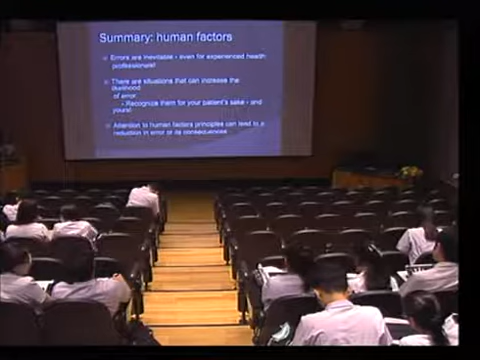 Summary: human factors
Errors are inevitable - even for experienced health
professionals!
There are situations that can increase the
likelihood
of error.
- Recognize them for your patient's sake - and
yours!
Attention to human factors principles can lead to a
reduction in error or its consequences